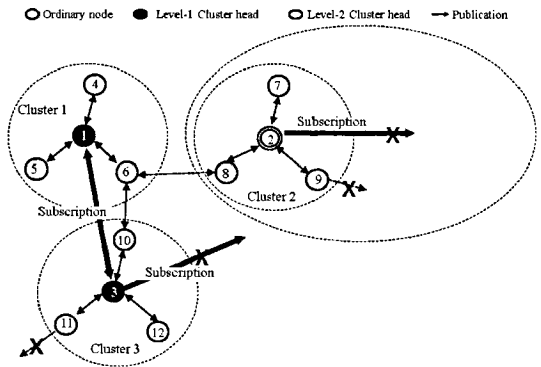 Ordinary node Level-1 Cluster head Level-2 Cluster head Publication
4
7
Cluster 1
Subscription
1
2
X
5
6
8
9
X
Cluster 2
Subscription
10
X
Subscription
3
11
12
X
Cluster 3